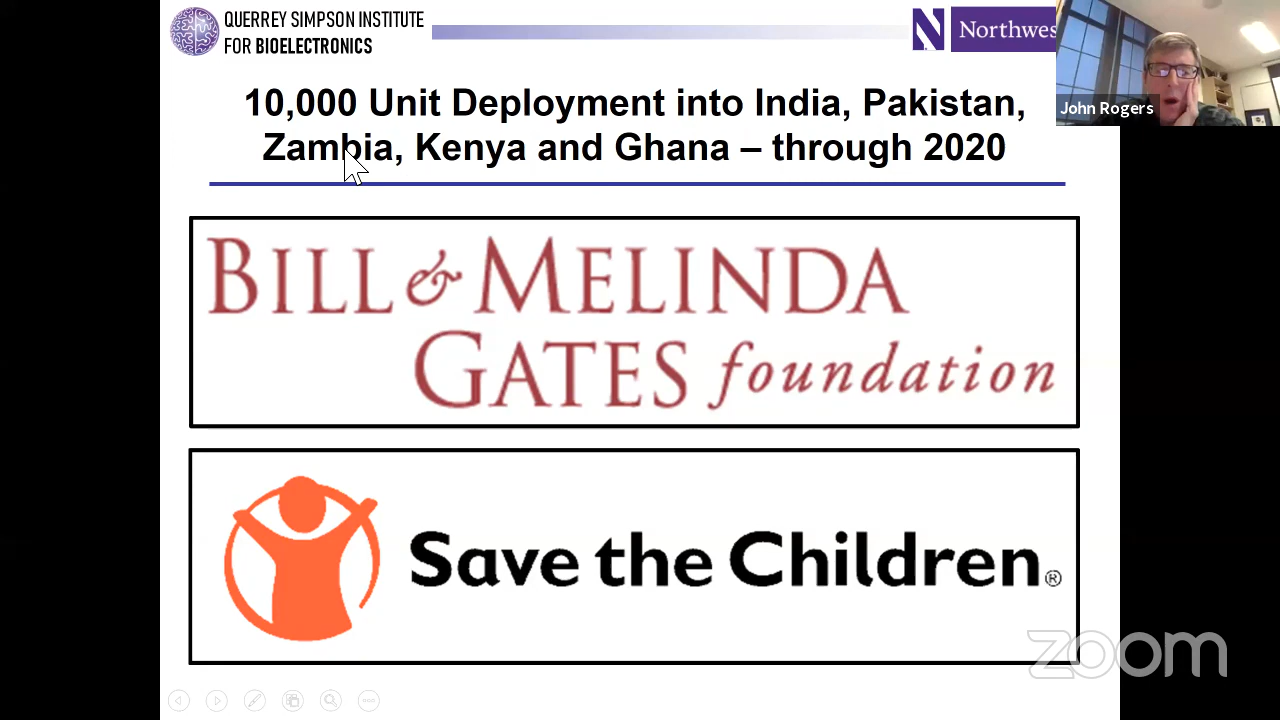 QUERREY SIMPSON INSTITUTE
FOR BIOELECTRONICS
N Northwes
John Rogers
10,000 Unit Deployment into India, Pakistan,
Zambia, Kenya and Ghana – through 2020
BILL & MELINDA
GATES foundation
Save the Children®
zoom